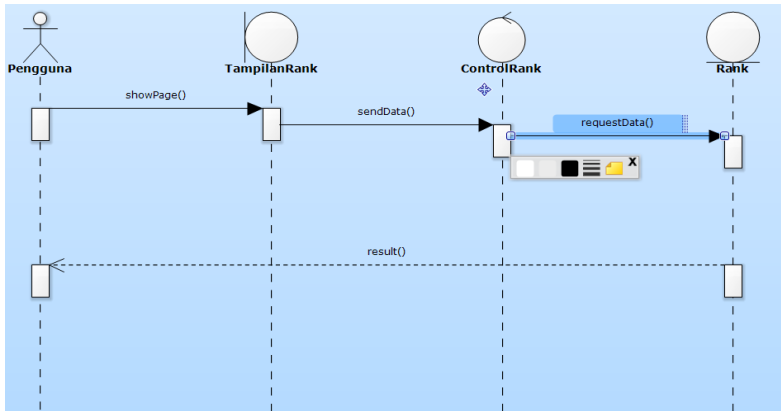 Pengguna
TampilanRank
ControlRank
Rank
showPage()
sendData()
requestData()
X
result()